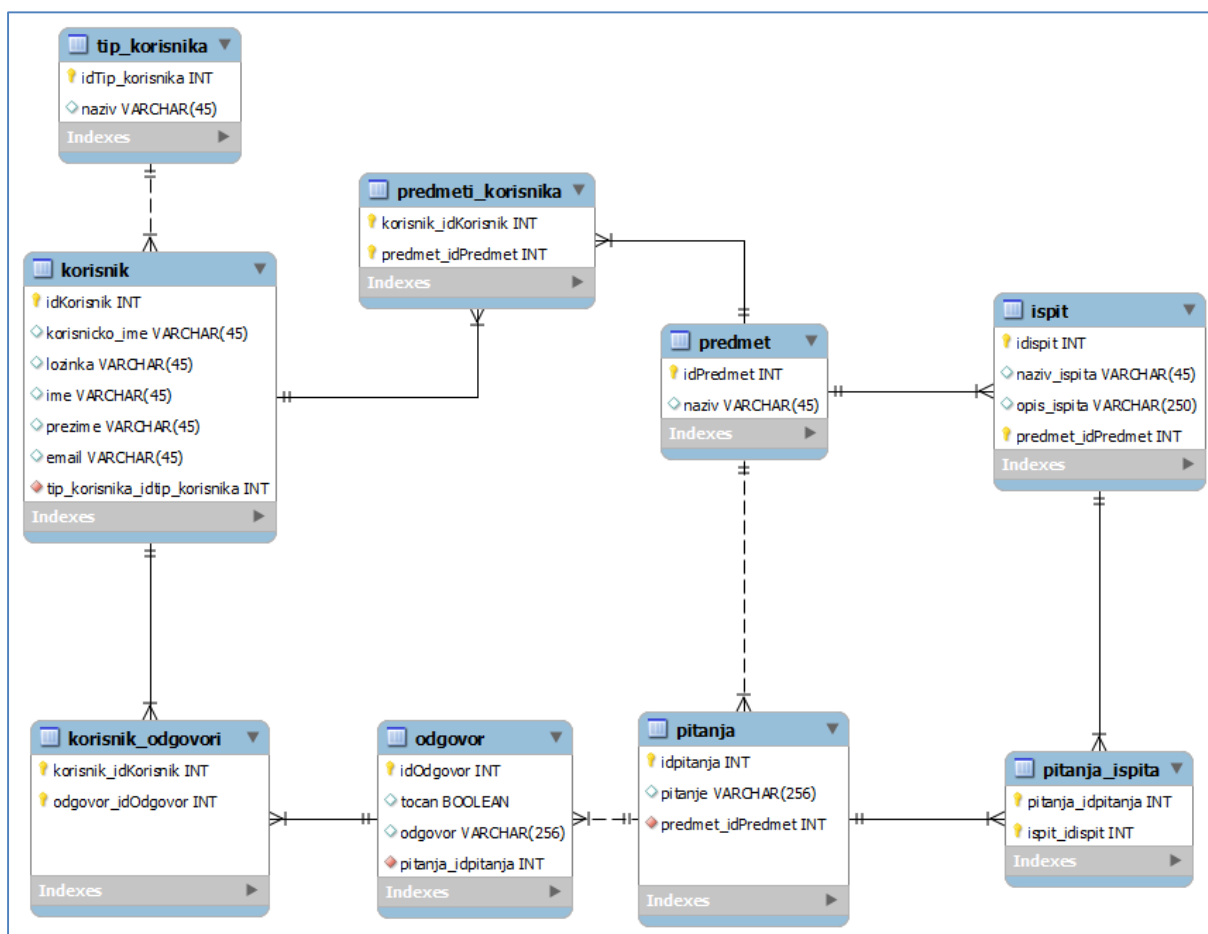 tip_korisnika
idTip_korisnika INT
naziv VARCHAR(45)
Indexes
predmeti_korisnika
korisnik_idKorisnik INT
predmet_idPredmet INT
Indexes
korisnik
idKorisnik INT
korisnicko_ime VARCHAR(45)
lozinka VARCHAR(45)
ime VARCHAR(45)
prezime VARCHAR(45)
email VARCHAR(45)
tip_korisnika_idtip_korisnika INT
Indexes
predmet
idPredmet INT
naziv VARCHAR(45)
Indexes
ispit
idispit INT
naziv_ispita VARCHAR(45)
opis_ispita VARCHAR(250)
predmet_idPredmet INT
Indexes
korisnik_odgovori
korisnik_idKorisnik INT
odgovor_idOdgovor INT
Indexes
odgovor
idOdgovor INT
tocan BOOLEAN
odgovor VARCHAR(256)
pitanja_idpitanja INT
Indexes
pitanja
idpitanja INT
pitanje VARCHAR(256)
predmet_idPredmet INT
Indexes
pitanja_ispita
pitanja_idpitanja INT
ispit_idispit INT
Indexes